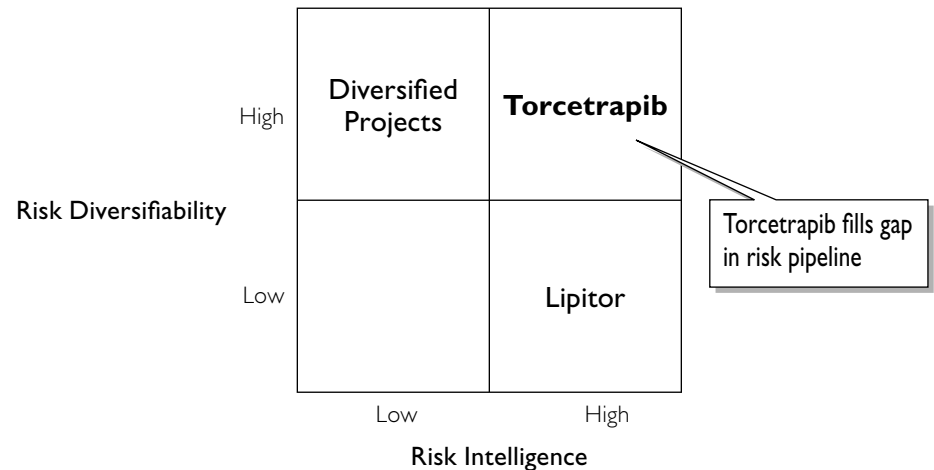 Diversified
Projects
Torcetrapib
High
Risk Diversifiability
Torcetrapib fills gap
in risk pipeline
Low
Lipitor
Low
High
Risk Intelligence